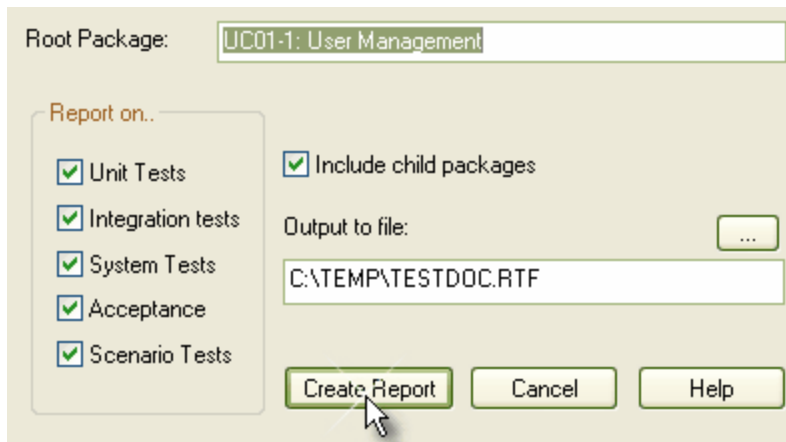 Root Package: UC01-1: User Management
Report on..
Unit Tests
Integration tests
System Tests
Acceptance
Scenario Tests
Include child packages
Output to file:
...
C:\TEMP\TESTDOC.RTF
Create Report Cancel Help